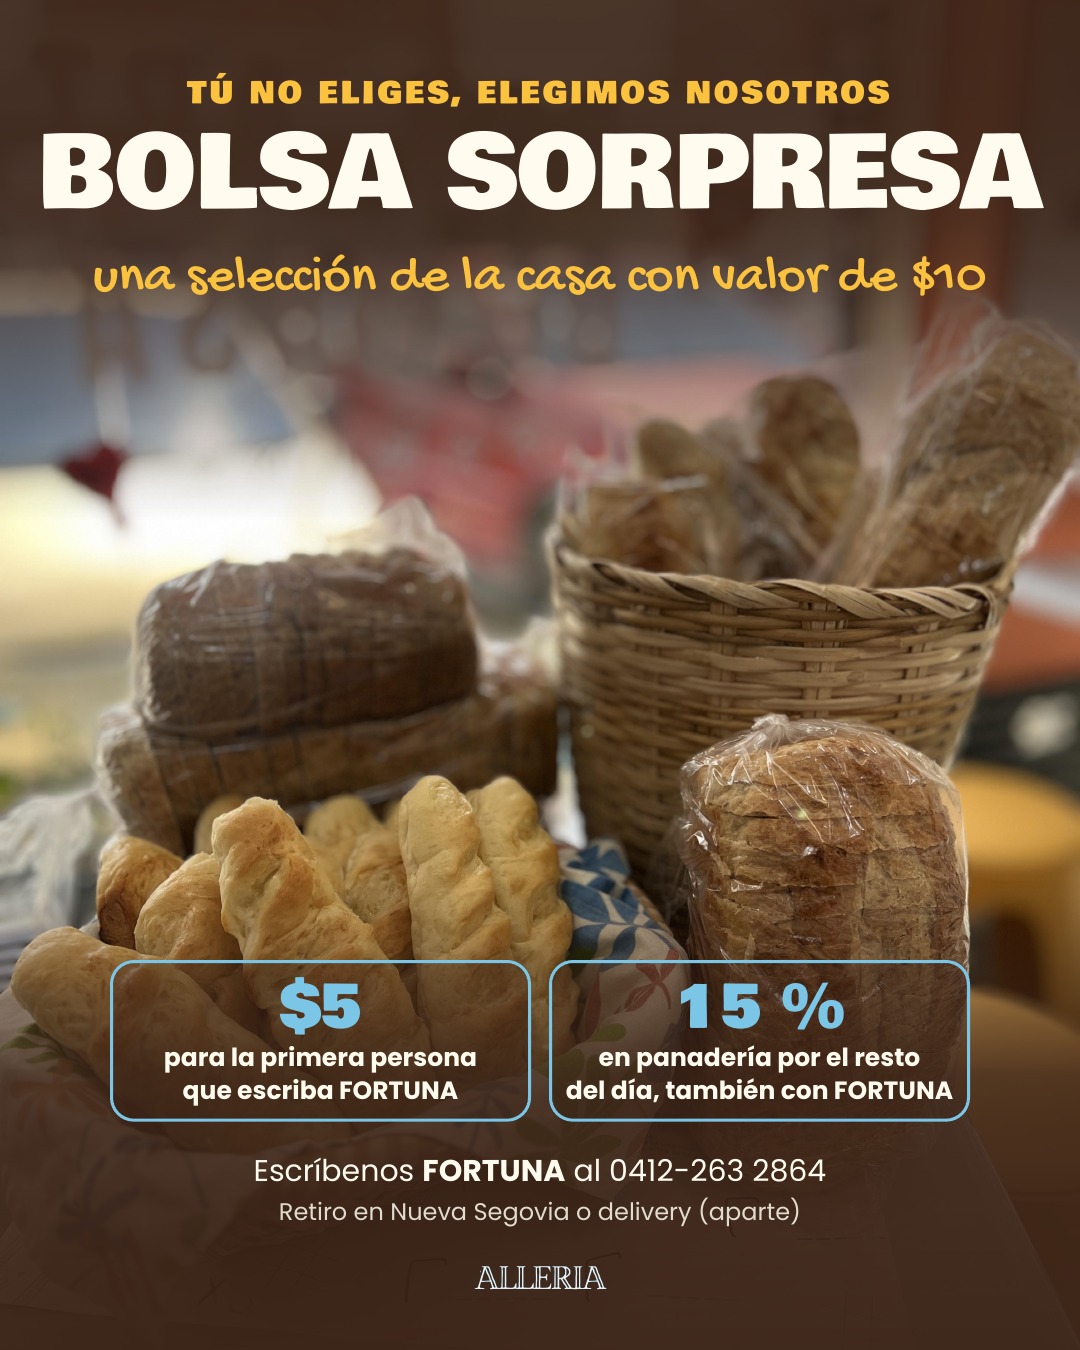 TÚ NO ELIGES, ELEGIMOS NOSOTROS
BOLSA SORPRESA
una selección de la casa con valor de $10
$5
para la primera persona
que escriba FORTUNA
15 %
en panadería por el resto
del día, también con FORTUNA
Escríbenos FORTUNA al 0412-263 2864
Retiro en Nueva Segovia o delivery (aparte)
ALLERIA